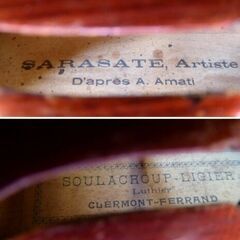 SARASATE, Artiste
D'après A. Amati
SOULACROUP-LIGIER
Luthier
CLERMONT-FERRAND